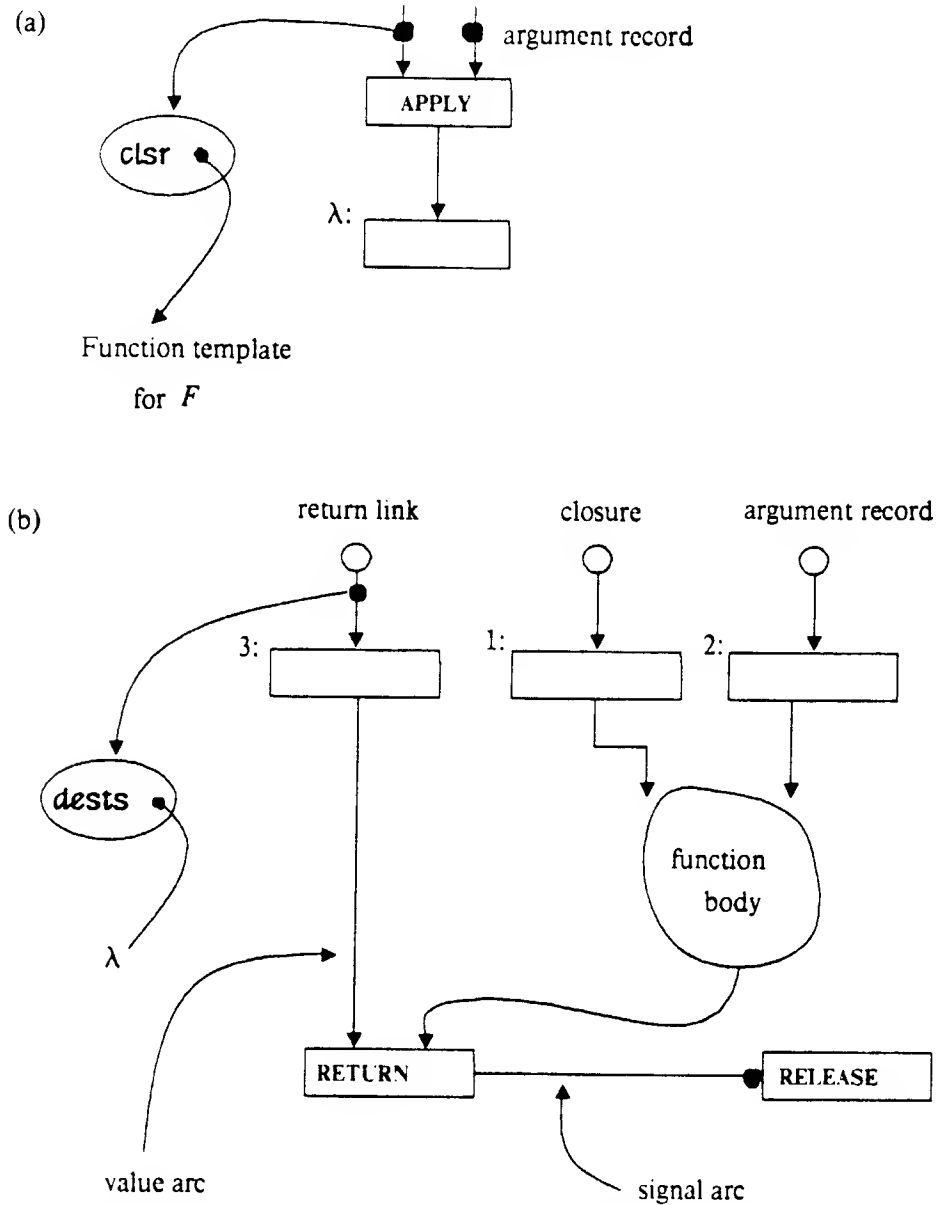 (a)
argument record
APPLY
clsr
λ:
Function template
for F
(b)
return link
closure
argument record
3:
1:
2:
dests
function
body
λ
RETURN
RELEASE
value arc
signal arc